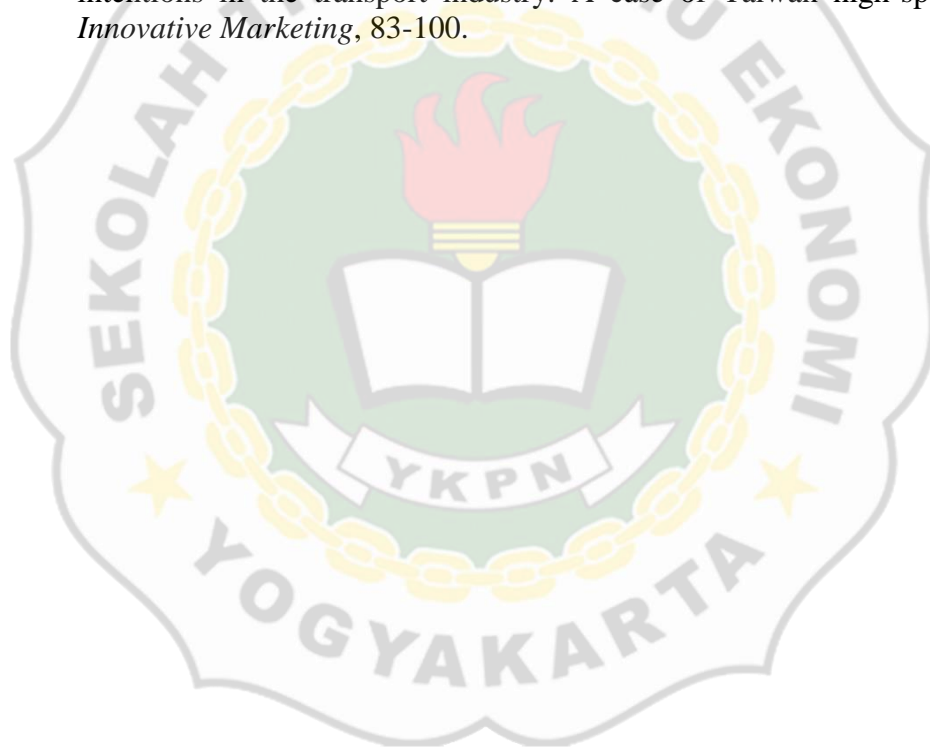 intentions in the transport industry: A case of Taiwan high-sp
Innovative Marketing, 83-100.
SEKOLAH
U EKONOMI
YKPN
YOGYAKARTA